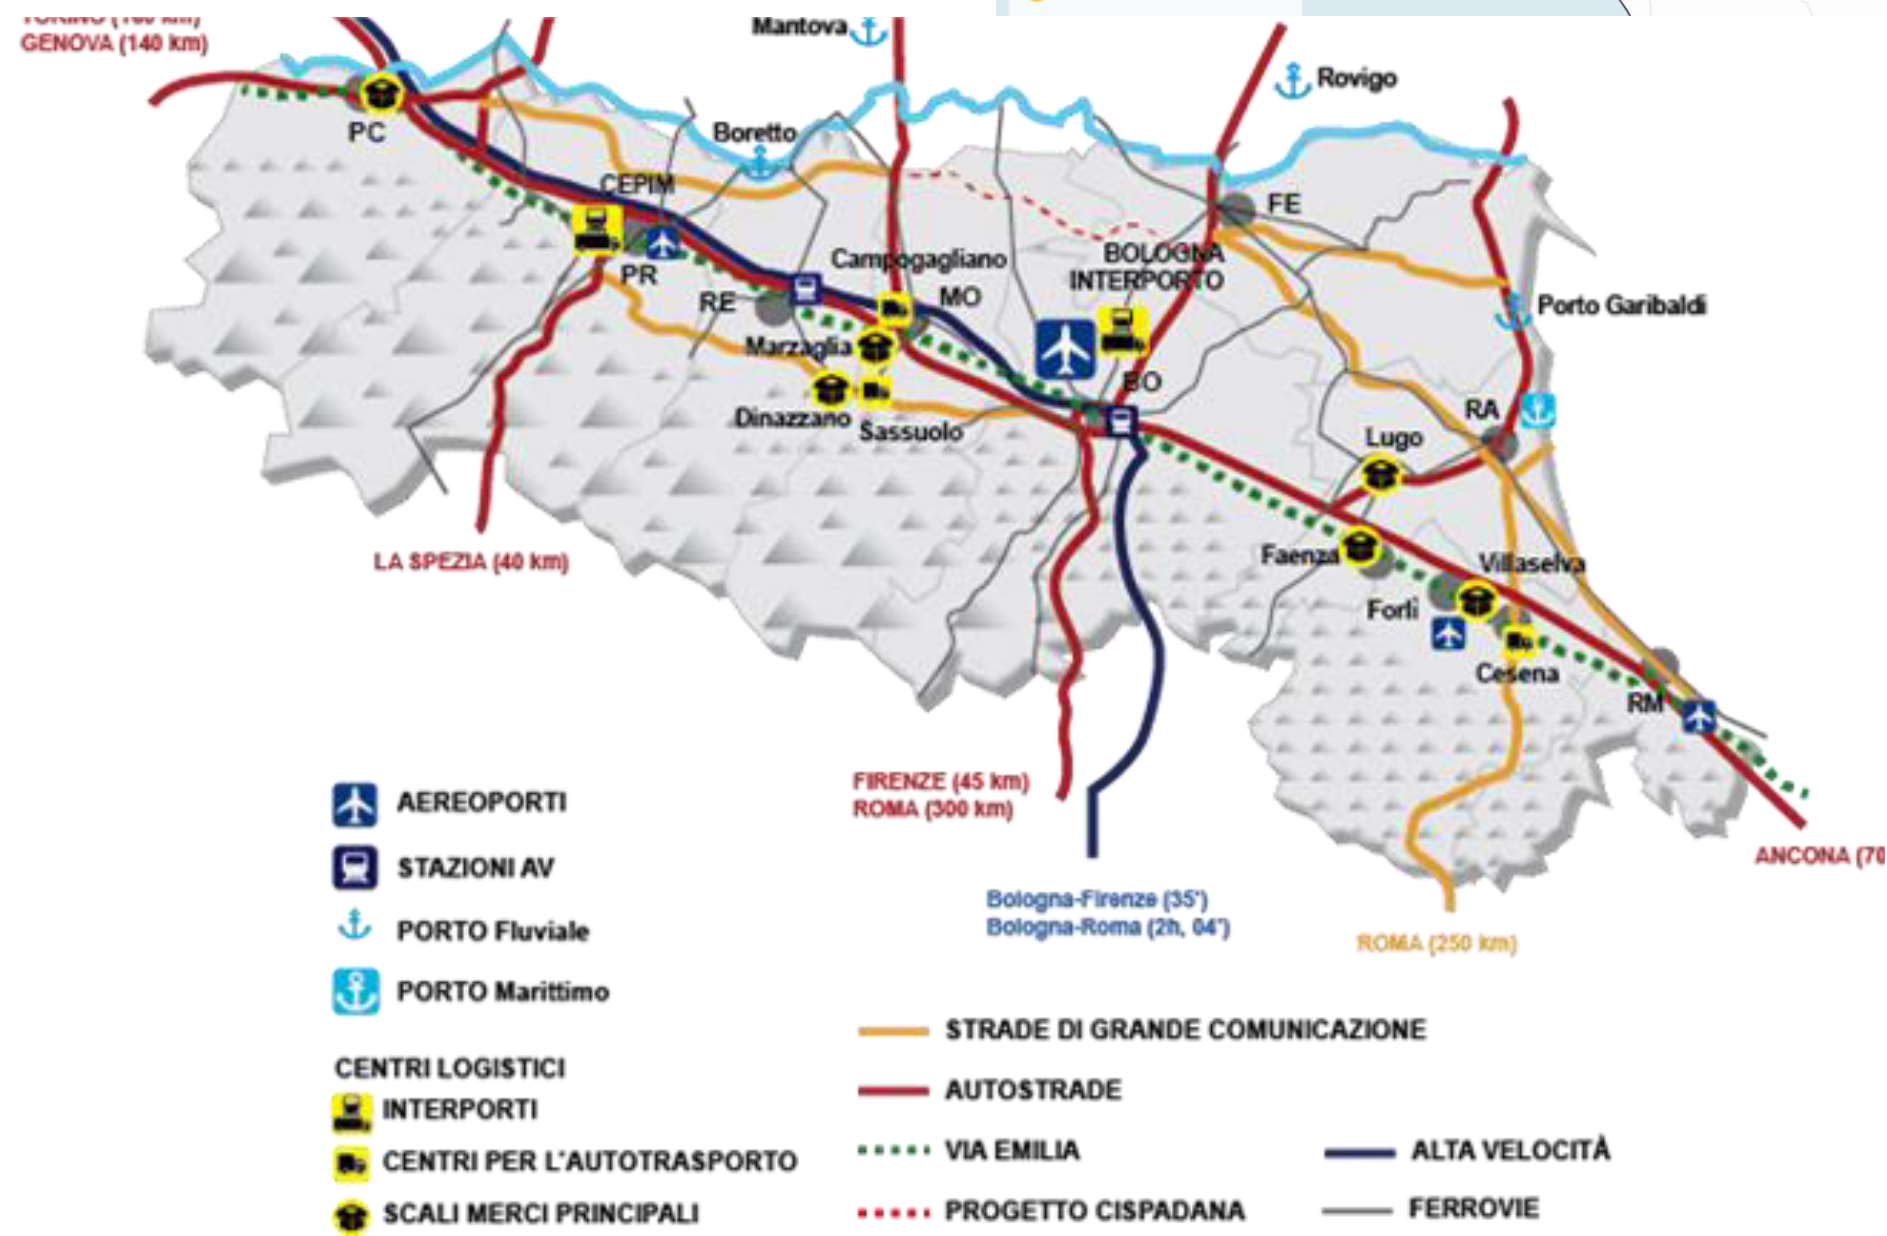 GENOVA (140 km)
Mantova
Rovigo
PC
Boretto
CEPIM
FE
PR
Campogagliano
BOLOGNA
INTERPORTO
RE
MO
Porto Garibaldi
Marzaglia
BO
Dinazzano
Sassuolo
RA
Lugo
LA SPEZIA (40 km)
Faenza
Villaselva
Forlì
Cesena
RM
FIRENZE (45 km)
ROMA (300 km)
ANCONA (70
Bologna-Firenze (35')
Bologna-Roma (2h, 04')
ROMA (250 km)
AEREOPORTI
STAZIONI AV
PORTO Fluviale
PORTO Marittimo
CENTRI LOGISTICI
INTERPORTI
CENTRI PER L'AUTOTRASPORTO
SCALI MERCI PRINCIPALI
STRADE DI GRANDE COMUNICAZIONE
AUTOSTRADE
VIA EMILIA
ALTA VELOCITÀ
PROGETTO CISPADANA
FERROVIE